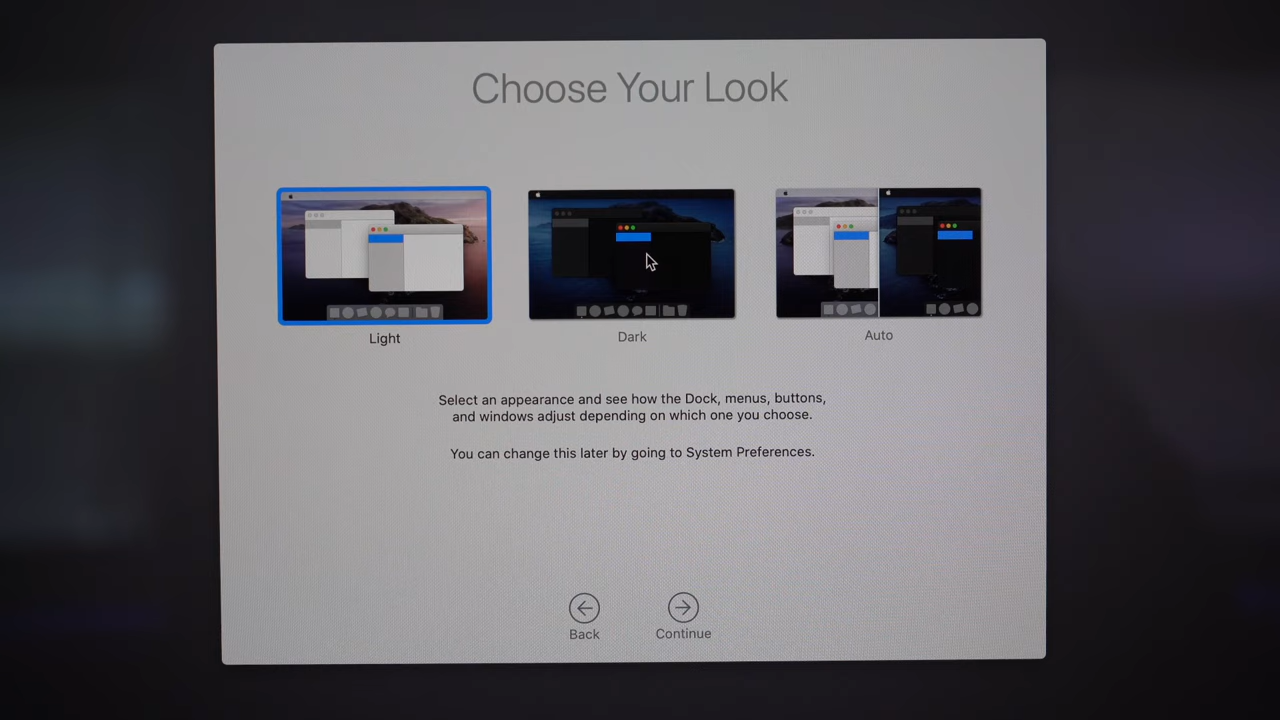 Choose Your Look
Light
Dark
Auto
Select an appearance and see how the Dock, menus, buttons,
and windows adjust depending on which one you choose.
You can change this later by going to System Preferences.
Back
Continue